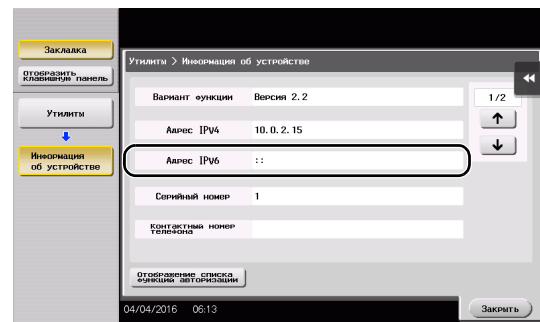 Закладка
Отобразить
клавишную панель
Утилиты
Информация
об устройстве
Утилиты > Информация об устройстве
1/2
Вариант функции Версия 2.2
Адрес IPv4 10.0.2.15
Адрес IPv6 ::
Серийный номер 1
Контактный номер
телефона
Отображение списка
функций авторизации
04/04/2016 06:13
Закрыть